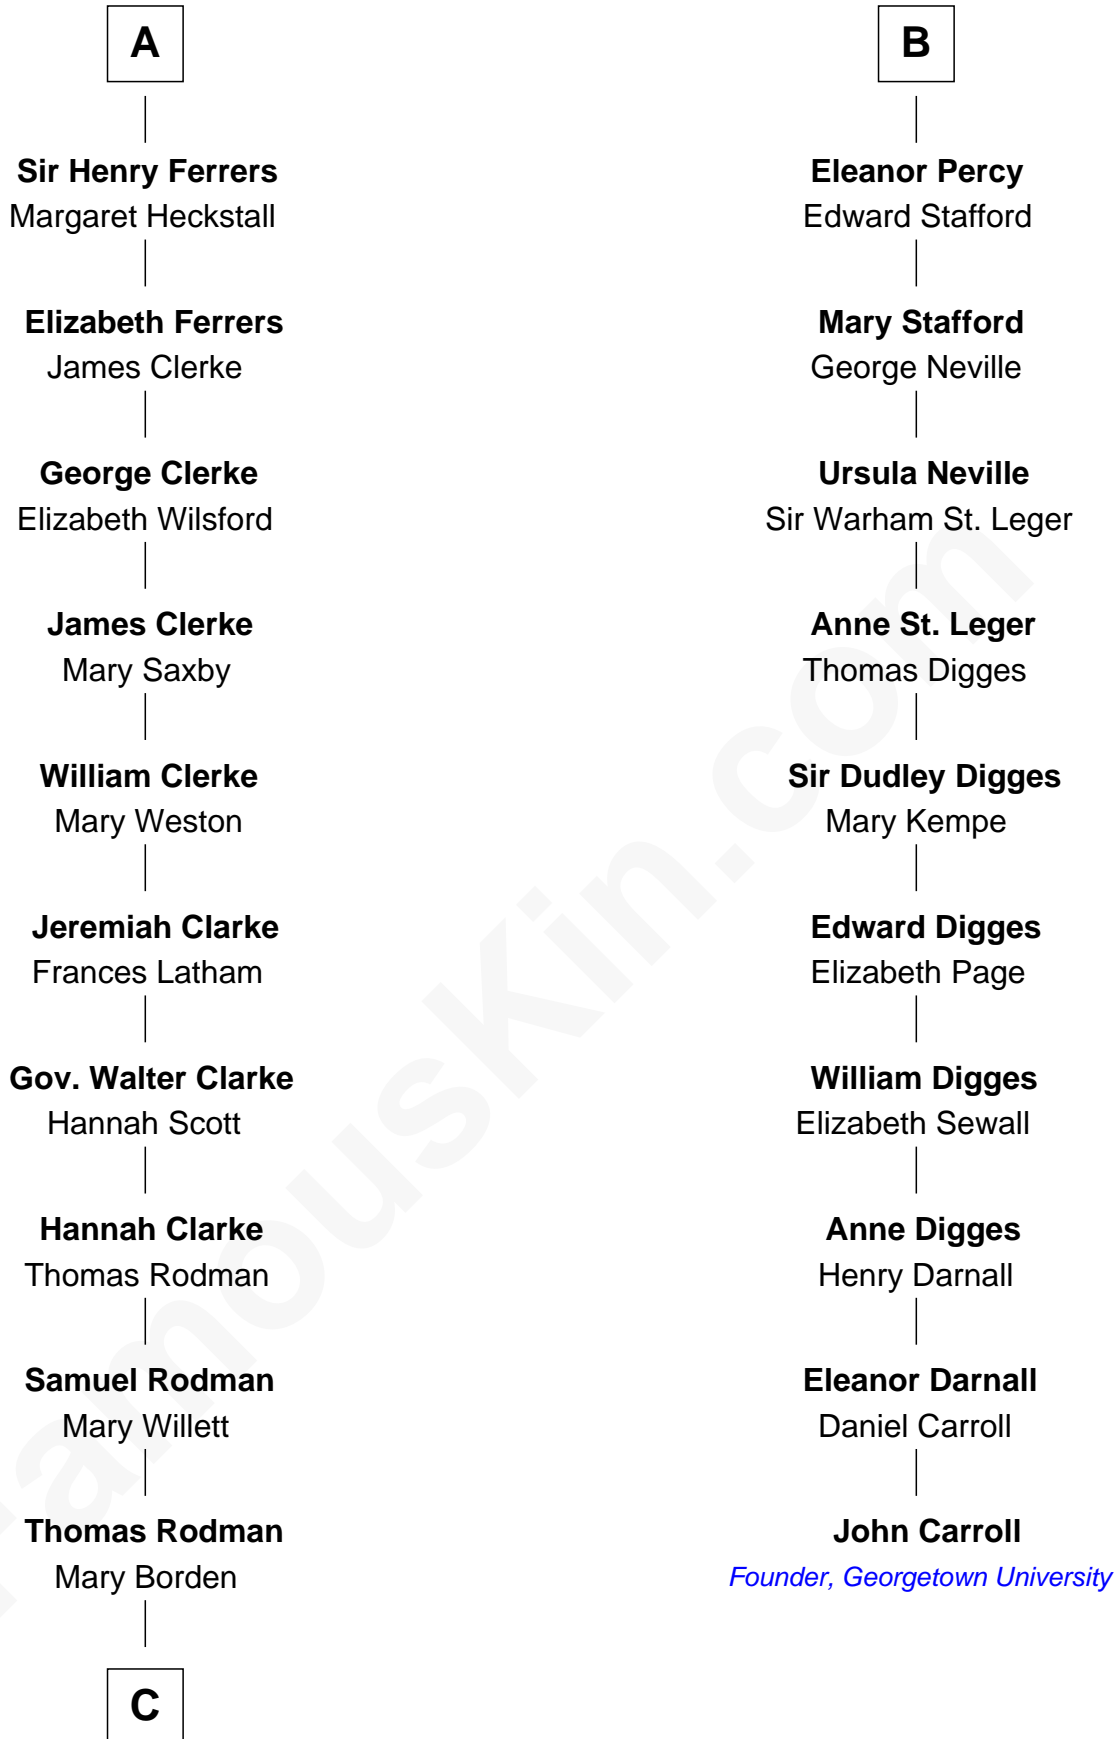 A
Sir Henry Ferrers
Margaret Heckstall
Elizabeth Ferrers
James Clerke
George Clerke
Elizabeth Wilsford
James Clerke
Mary Saxby
William Clerke
Mary Weston
Jeremiah Clarke
Frances Latham
Gov. Walter Clarke
Hannah Scott
Hannah Clarke
Thomas Rodman
Samuel Rodman
Mary Willett
Thomas Rodman
Mary Borden
C
B
Eleanor Percy
Edward Stafford
Mary Stafford
George Neville
Ursula Neville
Sir Warham St. Leger
Anne St. Leger
Thomas Digges
Sir Dudley Digges
Mary Kempe
Edward Digges
Elizabeth Page
William Digges
Elizabeth Sewall
Anne Digges
Henry Darnall
Eleanor Darnall
Daniel Carroll
John Carroll
Founder, Georgetown University
FamousKin.com